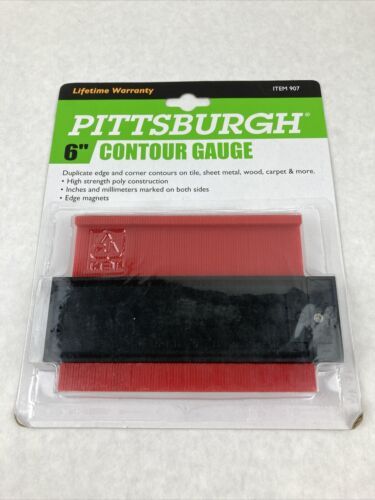 Lifetime Warranty
ITEM 907
PITTSBURGH®
6" CONTOUR GAUGE
Duplicate edge and corner contours on tile, sheet metal, wood, carpet & more.
• High strength poly construction
• Inches and millimeters marked on both sides
• Edge magnets